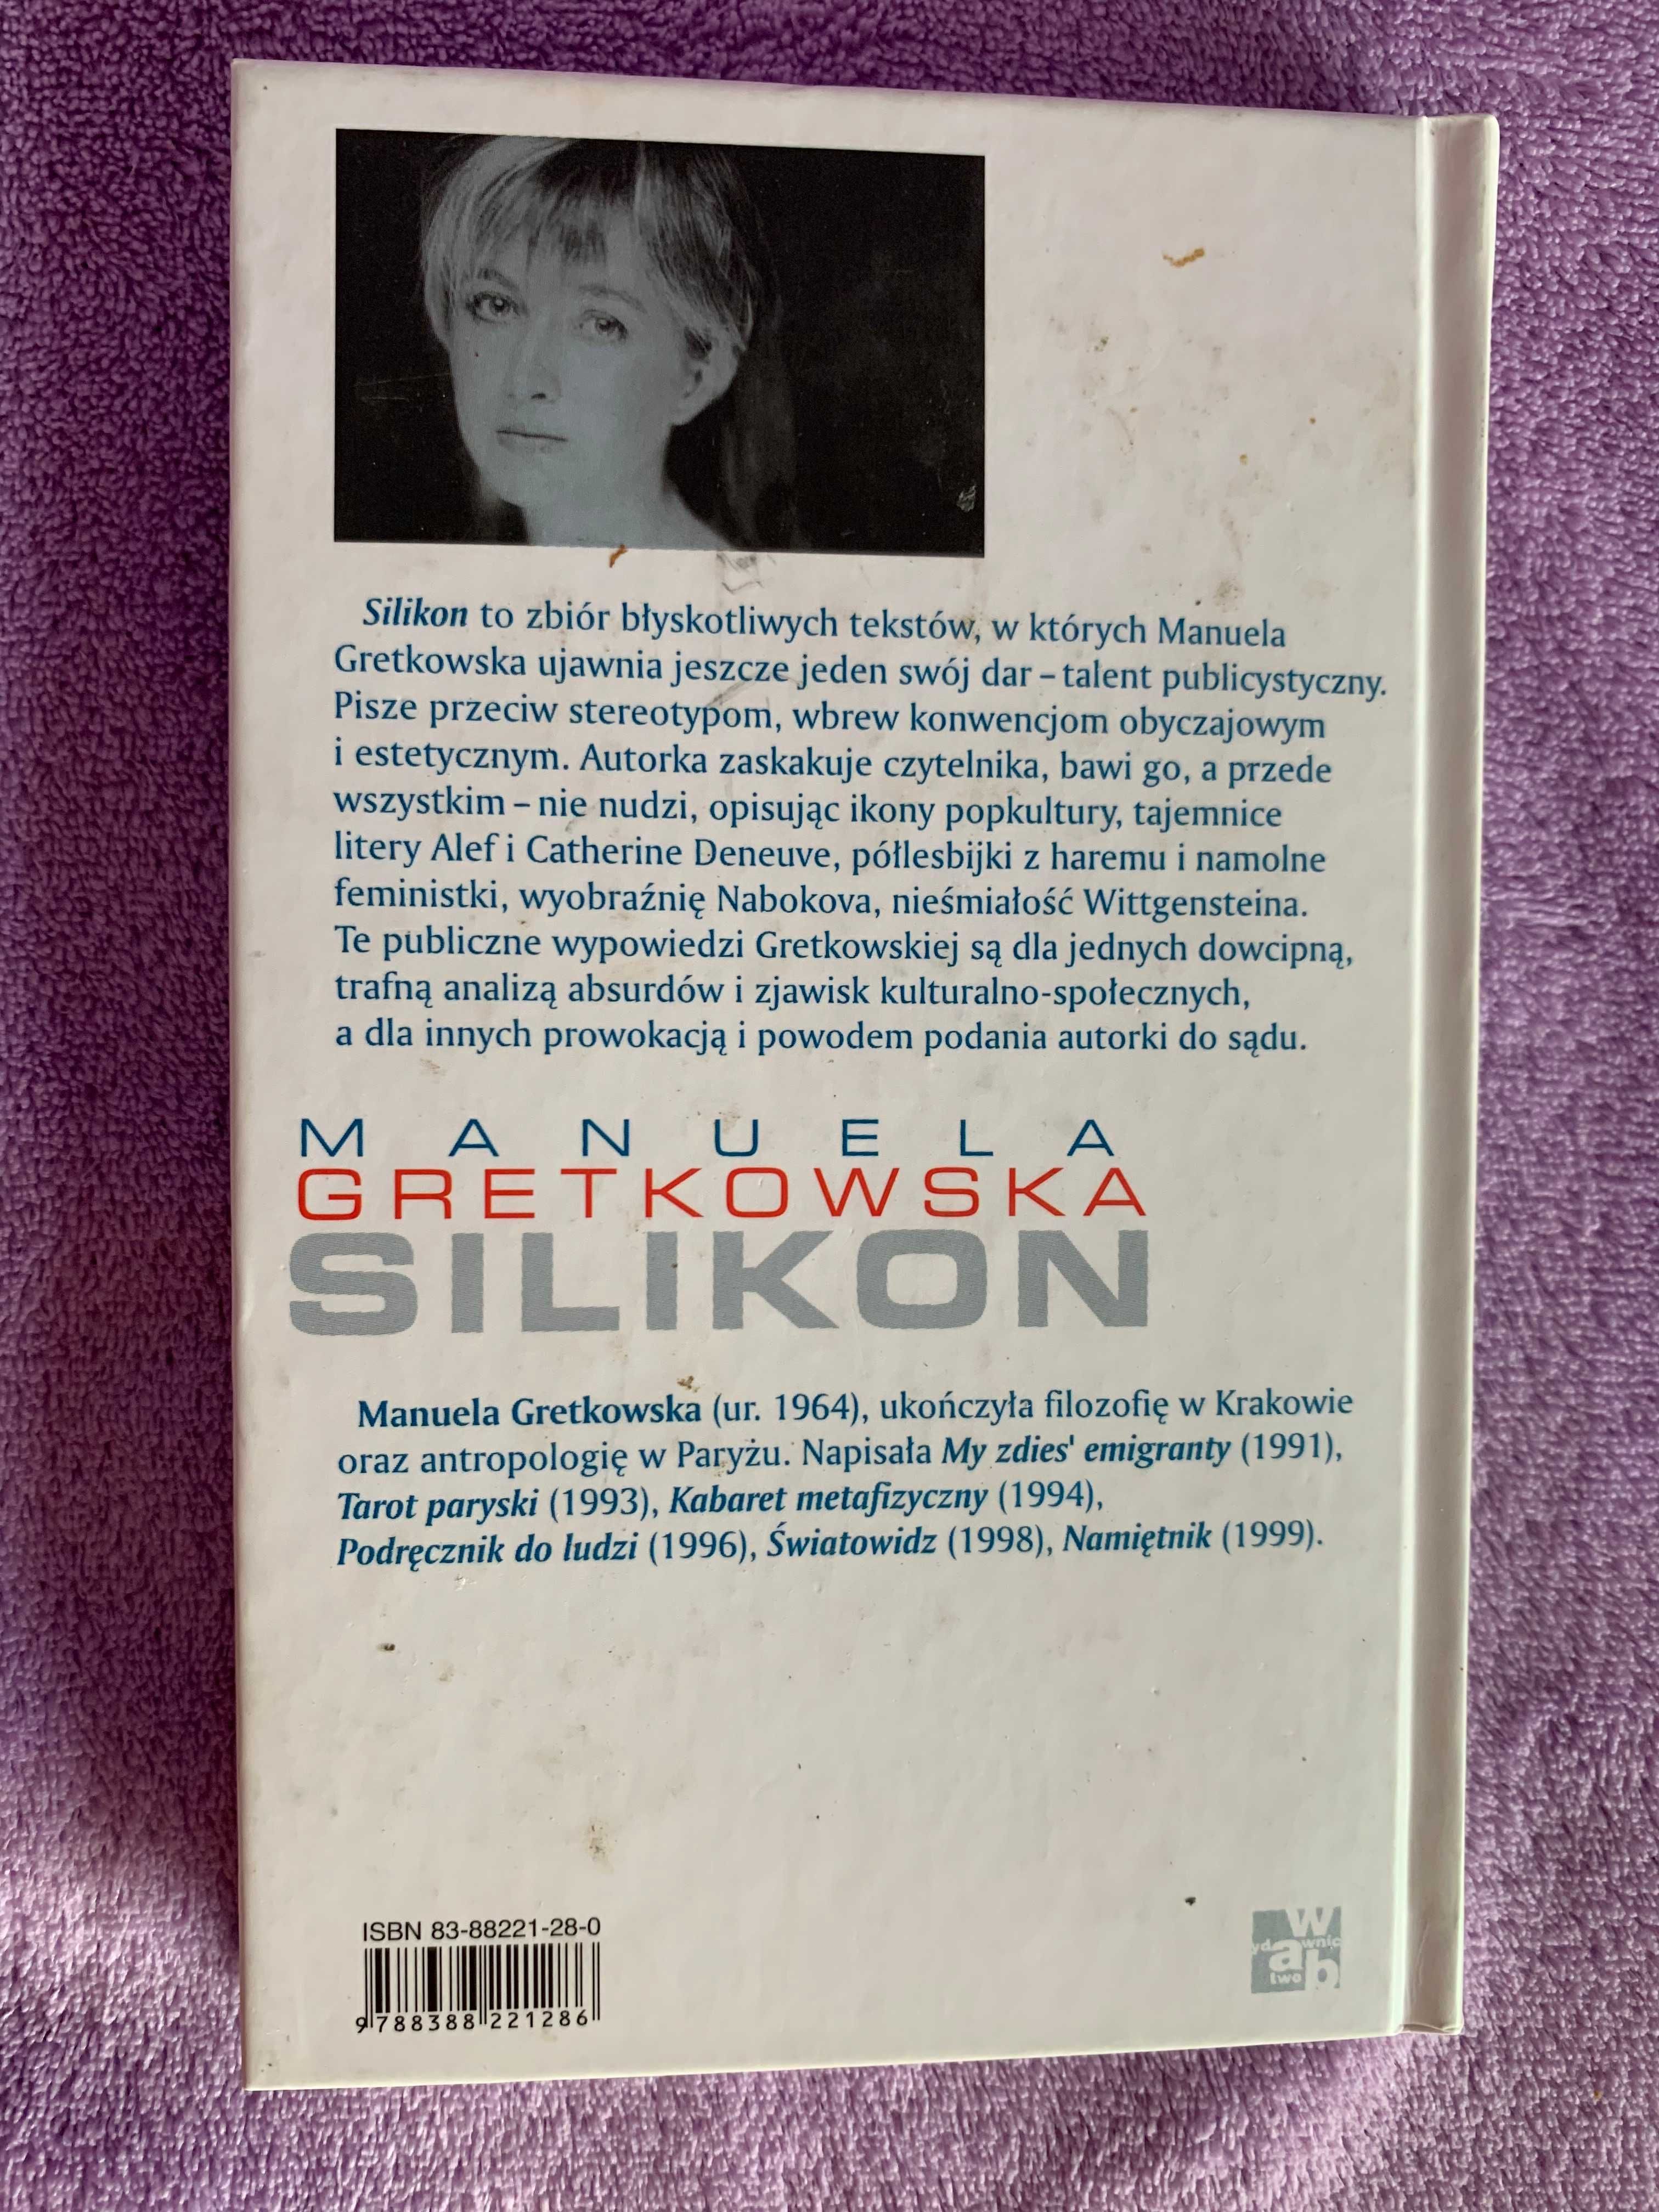 Silikon to zbiór błyskotliwych tekstów, w których Manuela
Gretkowska ujawnia jeszcze jeden swój dar – talent publicystyczny.
Pisze przeciw stereotypom, wbrew konwencjom obyczajowym
i estetycznym. Autorka zaskakuje czytelnika, bawi go, a przede
wszystkim – nie nudzi, opisując ikony popkultury, tajemnice
litery Alef i Catherine Deneuve, półlesbijki z haremu i namolne
feministki, wyobraźnię Nabokova, nieśmiałość Wittgensteina.
Te publiczne wypowiedzi Gretkowskiej są dla jednych dowcipną,
trafną analizą absurdów i zjawisk kulturalno-społecznych,
a dla innych prowokacją i powodem podania autorki do sądu.
MANUELA
GRETKOWSKA
SILIKON
Manuela Gretkowska (ur. 1964), ukończyła filozofię w Krakowie
oraz antropologię w Paryżu. Napisała My zdies' emigranty (1991),
Tarot paryski (1993), Kabaret metafizyczny (1994),
Podręcznik do ludzi (1996), Światowidz (1998), Namiętnik (1999).
ISBN 83-88221-28-0
9 788388 221286
w
ydawnic
a
two b